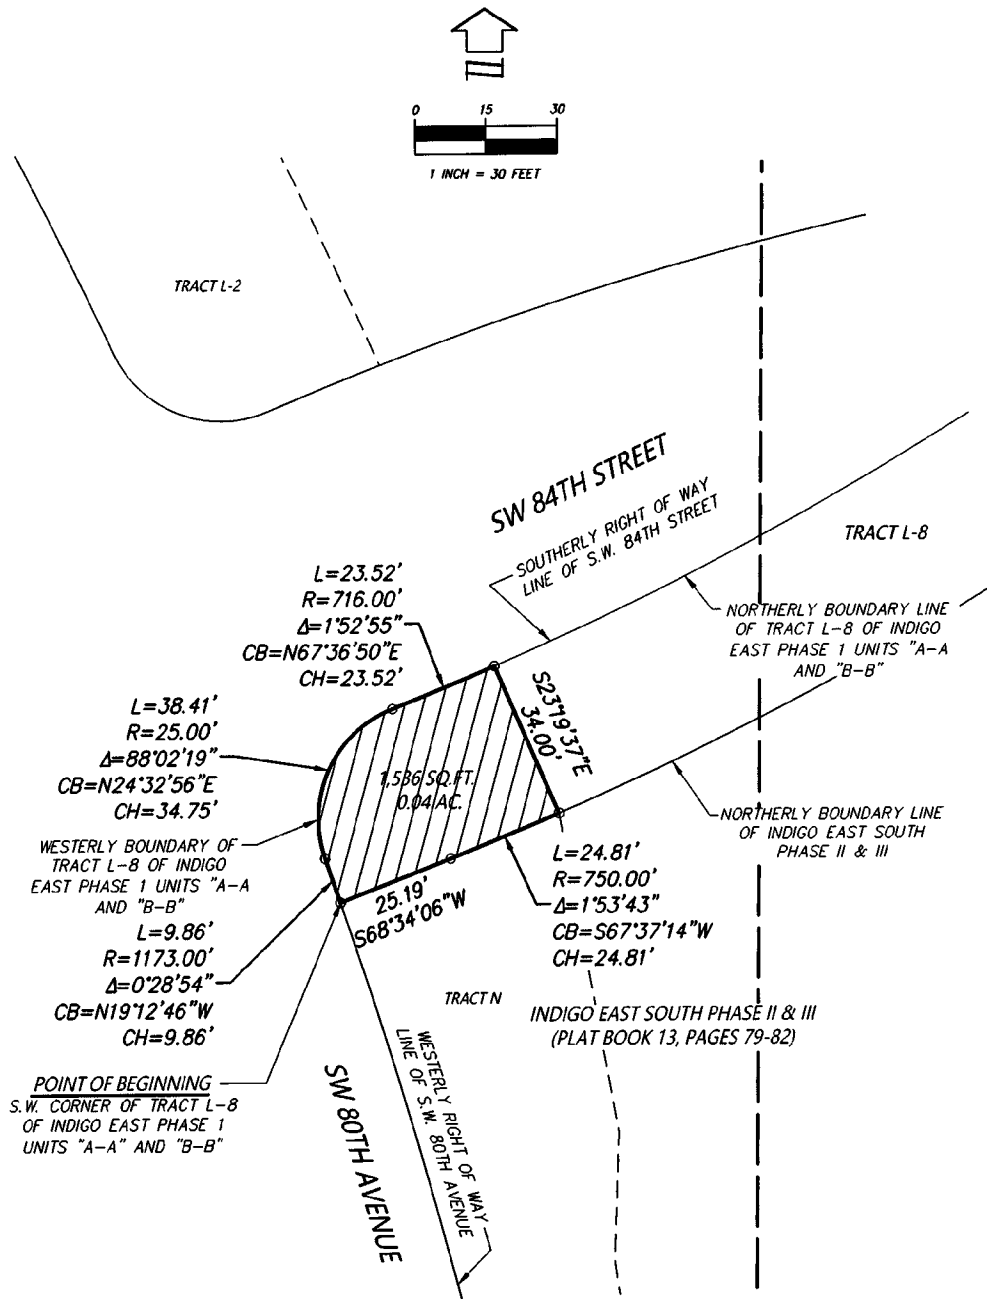 0 15 30
1 INCH = 30 FEET
TRACT L-2
SW 84TH STREET
SOUTHERLY RIGHT OF WAY
LINE OF S.W. 84TH STREET
TRACT L-8
NORTHERLY BOUNDARY LINE
OF TRACT L-8 OF INDIGO
EAST PHASE 1 UNITS "A-A
AND "B-B"
L=23.52'
R=716.00'
Δ=1°52'55"
CB=N67°36'50"E
CH=23.52'
S23°19'37"E
34.00'
L=38.41'
R=25.00'
Δ=88°02'19"
CB=N24°32'56"E
CH=34.75'
1,536 SQ.FT.
0.04 AC.
WESTERLY BOUNDARY OF
TRACT L-8 OF INDIGO
EAST PHASE 1 UNITS "A-A
AND "B-B"
NORTHERLY BOUNDARY LINE
OF INDIGO EAST SOUTH
PHASE II & III
25.19'
S68°34'06"W
L=24.81'
R=750.00'
Δ=1°53'43"
CB=S67°37'14"W
CH=24.81'
L=9.86'
R=1173.00'
Δ=0°28'54"
CB=N19°12'46"W
CH=9.86'
TRACT N
INDIGO EAST SOUTH PHASE II & III
(PLAT BOOK 13, PAGES 79-82)
POINT OF BEGINNING
S.W. CORNER OF TRACT L-8
OF INDIGO EAST PHASE 1
UNITS "A-A" AND "B-B"
SW 80TH AVENUE
WESTERLY RIGHT OF WAY
LINE OF S.W. 80TH AVENUE